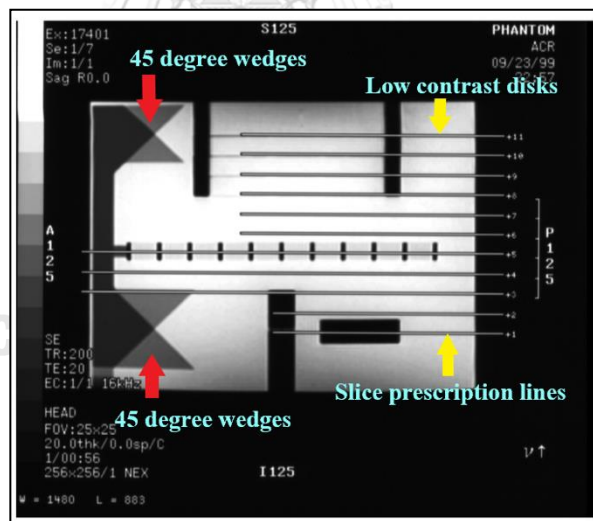 Ex:17401
Se:1/7
Im:1/1
Sag R0.0
S125
PHANTOM
ACR
09/23/99
45 degree wedges
Low contrast disks
+11
+10
+9
+8
+7
+6
+5
+4
+3
+2
+1
A
1
2
5
P
1
2
5
SE
TR:200
TE:20
EC:1/1 16kHz
45 degree wedges
Slice prescription lines
HEAD
FOV:25x25
20.0thk/0.0sp/C
1/00:56
256x256/1 NEX
I125
W = 1480 L = 883